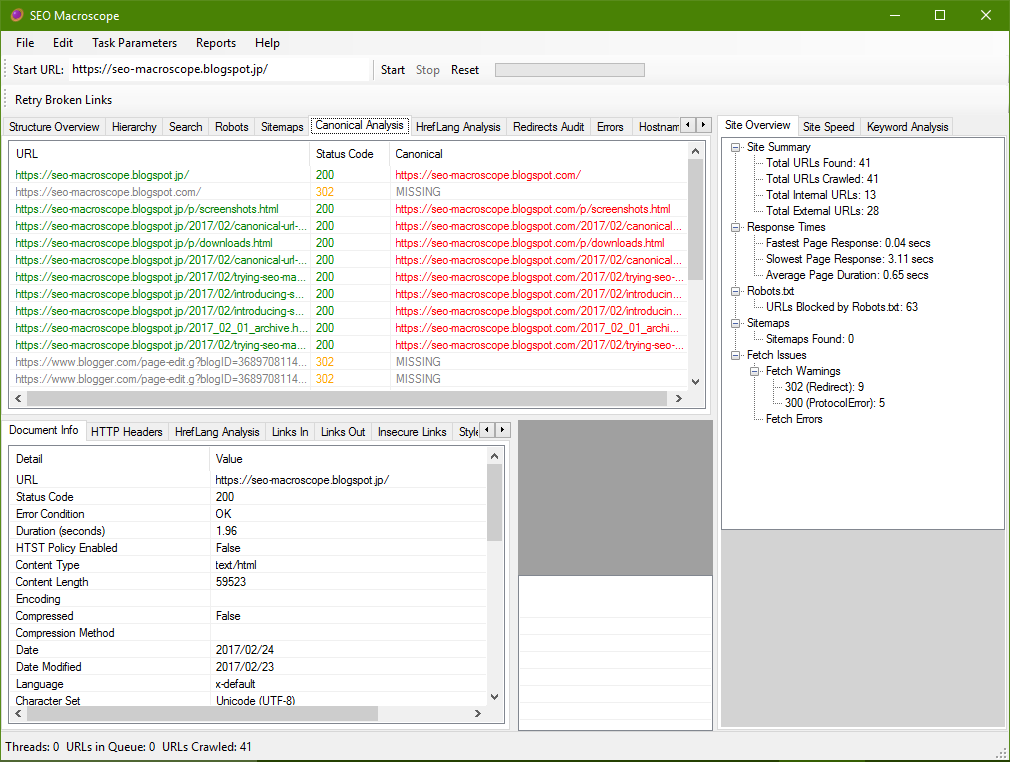 SEO Macroscope
File Edit Task Parameters Reports Help
Start URL: https://seo-macroscope.blogspot.jp/ Start Stop Reset
Retry Broken Links
Structure Overview Hierarchy Search Robots Sitemaps Canonical Analysis HrefLang Analysis Redirects Audit Errors Hostnam
URL Status Code Canonical
https://seo-macroscope.blogspot.jp/ 200 https://seo-macroscope.blogspot.com/
https://seo-macroscope.blogspot.com/ 302 MISSING
https://seo-macroscope.blogspot.jp/p/screenshots.html 200 https://seo-macroscope.blogspot.com/p/screenshots.html
https://seo-macroscope.blogspot.jp/2017/02/canonical-url-... 200 https://seo-macroscope.blogspot.com/2017/02/canonical...
https://seo-macroscope.blogspot.jp/p/downloads.html 200 https://seo-macroscope.blogspot.com/p/downloads.html
https://seo-macroscope.blogspot.jp/2017/02/canonical-url-... 200 https://seo-macroscope.blogspot.com/2017/02/canonical...
https://seo-macroscope.blogspot.jp/2017/02/trying-seo-ma... 200 https://seo-macroscope.blogspot.com/2017/02/trying-seo-...
https://seo-macroscope.blogspot.jp/2017/02/introducing-s... 200 https://seo-macroscope.blogspot.com/2017/02/introducin...
https://seo-macroscope.blogspot.jp/2017/02/introducing-s... 200 https://seo-macroscope.blogspot.com/2017/02/introducin...
https://seo-macroscope.blogspot.jp/2017_02_01_archive.h... 200 https://seo-macroscope.blogspot.com/2017_02_01_archi...
https://seo-macroscope.blogspot.jp/2017/02/trying-seo-ma... 200 https://seo-macroscope.blogspot.com/2017/02/trying-seo-...
https://www.blogger.com/page-edit.g?blogID=3689708114... 302 MISSING
https://www.blogger.com/page-edit.g?blogID=3689708114... 302 MISSING
Document Info HTTP Headers HrefLang Analysis Links In Links Out Insecure Links Style
Detail Value
URL https://seo-macroscope.blogspot.jp/
Status Code 200
Error Condition OK
Duration (seconds) 1.96
HTST Policy Enabled False
Content Type text/html
Content Length 59523
Encoding
Compressed False
Compression Method
Date 2017/02/24
Date Modified 2017/02/23
Language x-default
Character Set Unicode (UTF-8)
Site Overview Site Speed Keyword Analysis
Site Summary
Total URLs Found: 41
Total URLs Crawled: 41
Total Internal URLs: 13
Total External URLs: 28
Response Times
Fastest Page Response: 0.04 secs
Slowest Page Response: 3.11 secs
Average Page Duration: 0.65 secs
Robots.txt
URLs Blocked by Robots.txt: 63
Sitemaps
Sitemaps Found: 0
Fetch Issues
Fetch Warnings
302 (Redirect): 9
300 (ProtocolError): 5
Fetch Errors
Threads: 0 URLs in Queue: 0 URLs Crawled: 41